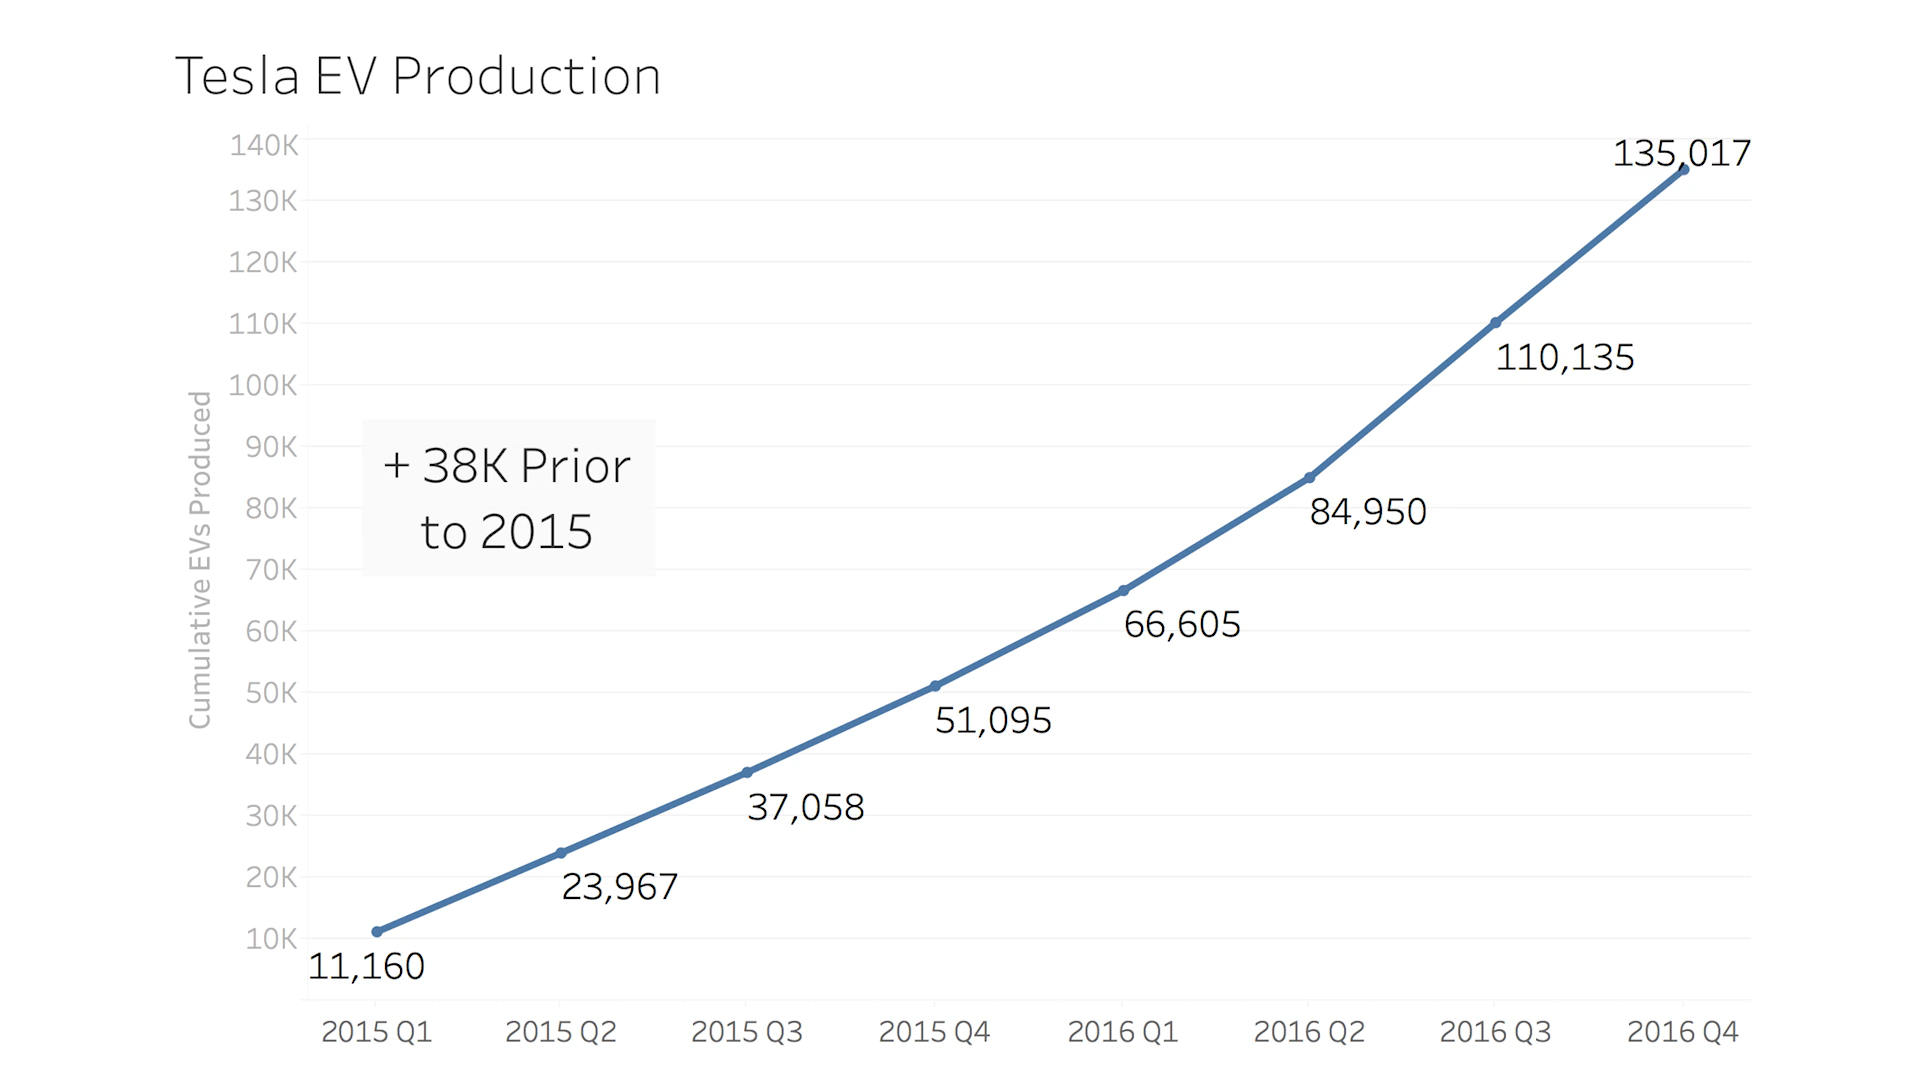 Tesla EV Production
Cumulative EVs Produced
140K
130K
120K
110K
100K
90K
80K
70K
60K
50K
40K
30K
20K
10K
+ 38K Prior
to 2015
11,160
23,967
37,058
51,095
66,605
84,950
110,135
135,017
2015 Q1
2015 Q2
2015 Q3
2015 Q4
2016 Q1
2016 Q2
2016 Q3
2016 Q4